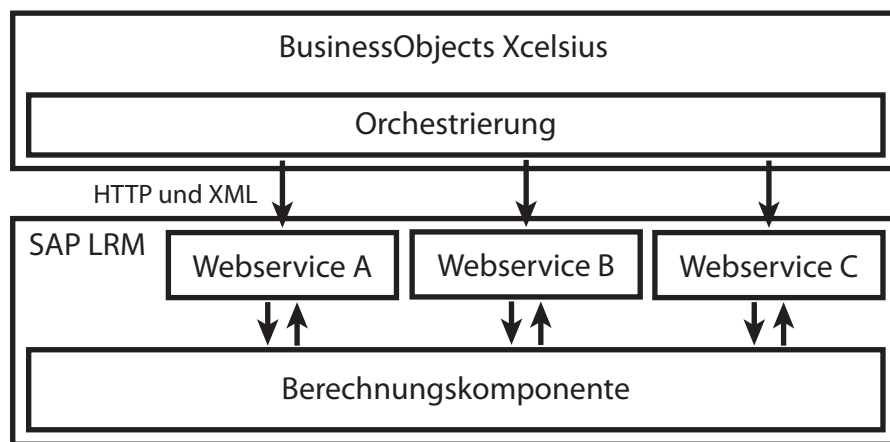 BusinessObjects Xcelsius
Orchestrierung
HTTP und XML
SAP LRM
Webservice A
Webservice B
Webservice C
Berechnungskomponente